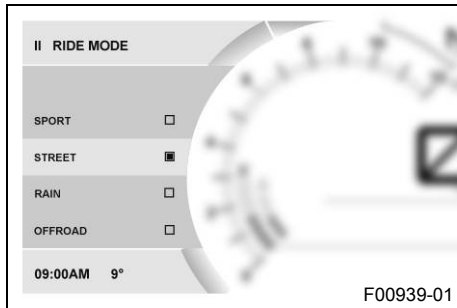 II RIDE MODE
SPORT
STREET
RAIN
OFFROAD
09:00AM 9°
F00939-01